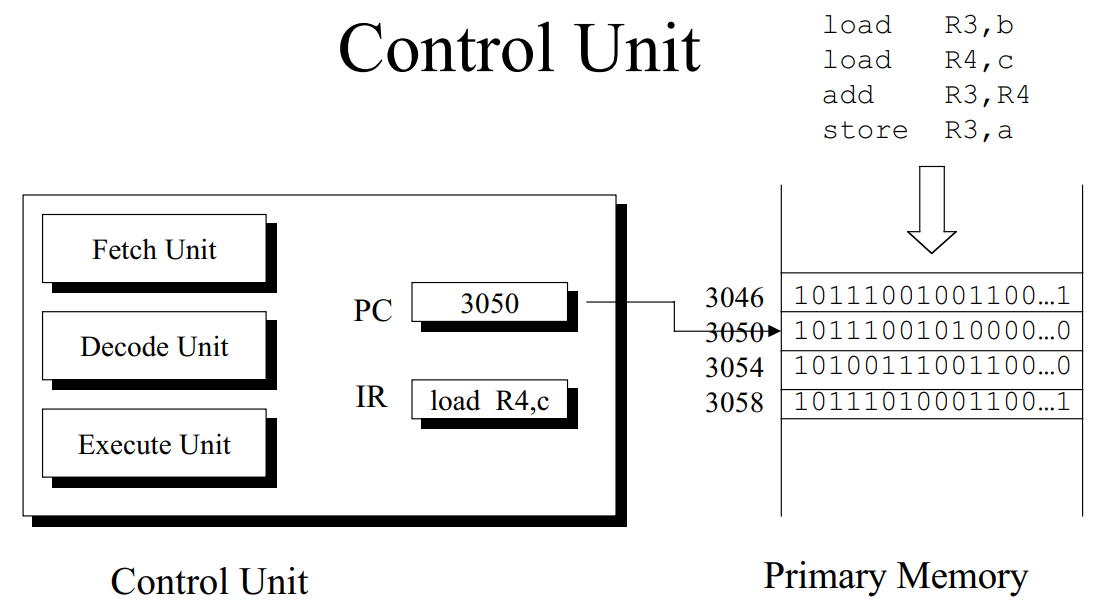 Control Unit
load R3,b
load R4,c
add R3,R4
store R3,a
Fetch Unit
Decode Unit
Execute Unit
PC 3050
IR load R4,c
3046 10111001001100…1
3050 10111001010000…0
3054 10100111001100…0
3058 10111010001100…1
Control Unit
Primary Memory